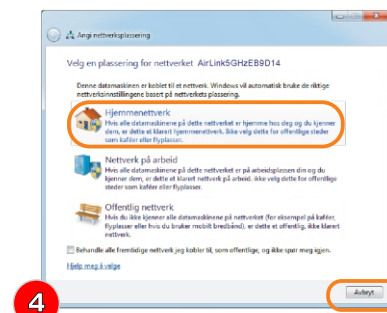 Angi nettverksplassering
Velg en plassering for nettverket AirLink5GHzEB9D14
Denne datamaskinen er koblet til et nettverk. Windows vil automatisk bruke de riktige
nettverksinnstillingene basert på nettverkets plassering.
Hjemmenettverk
Hvis alle datamaskinene på dette nettverket er hjemme hos deg og du kjenner
dem, er dette et klarert hjemmenettverk. Ikke velg dette for offentlige steder
som kaféer eller flyplasser.
Nettverk på arbeid
Hvis alle datamaskinene på dette nettverket er på arbeidsplassen din og du
kjenner dem, er dette et klarert nettverk på arbeid. Ikke velg dette for offentlige
steder som kaféer eller flyplasser.
Offentlig nettverk
Hvis du ikke kjenner alle datamaskinene på nettverket (for eksempel på kaféer,
flyplasser eller hvis du bruker mobilt bredbånd), er dette et offentlig, ikke klarert
nettverk.
Behandle alle fremtidige nettverk jeg kobler til, som offentlige, og ikke spør meg igjen.
Hjelp meg å velge
Avbryt
4